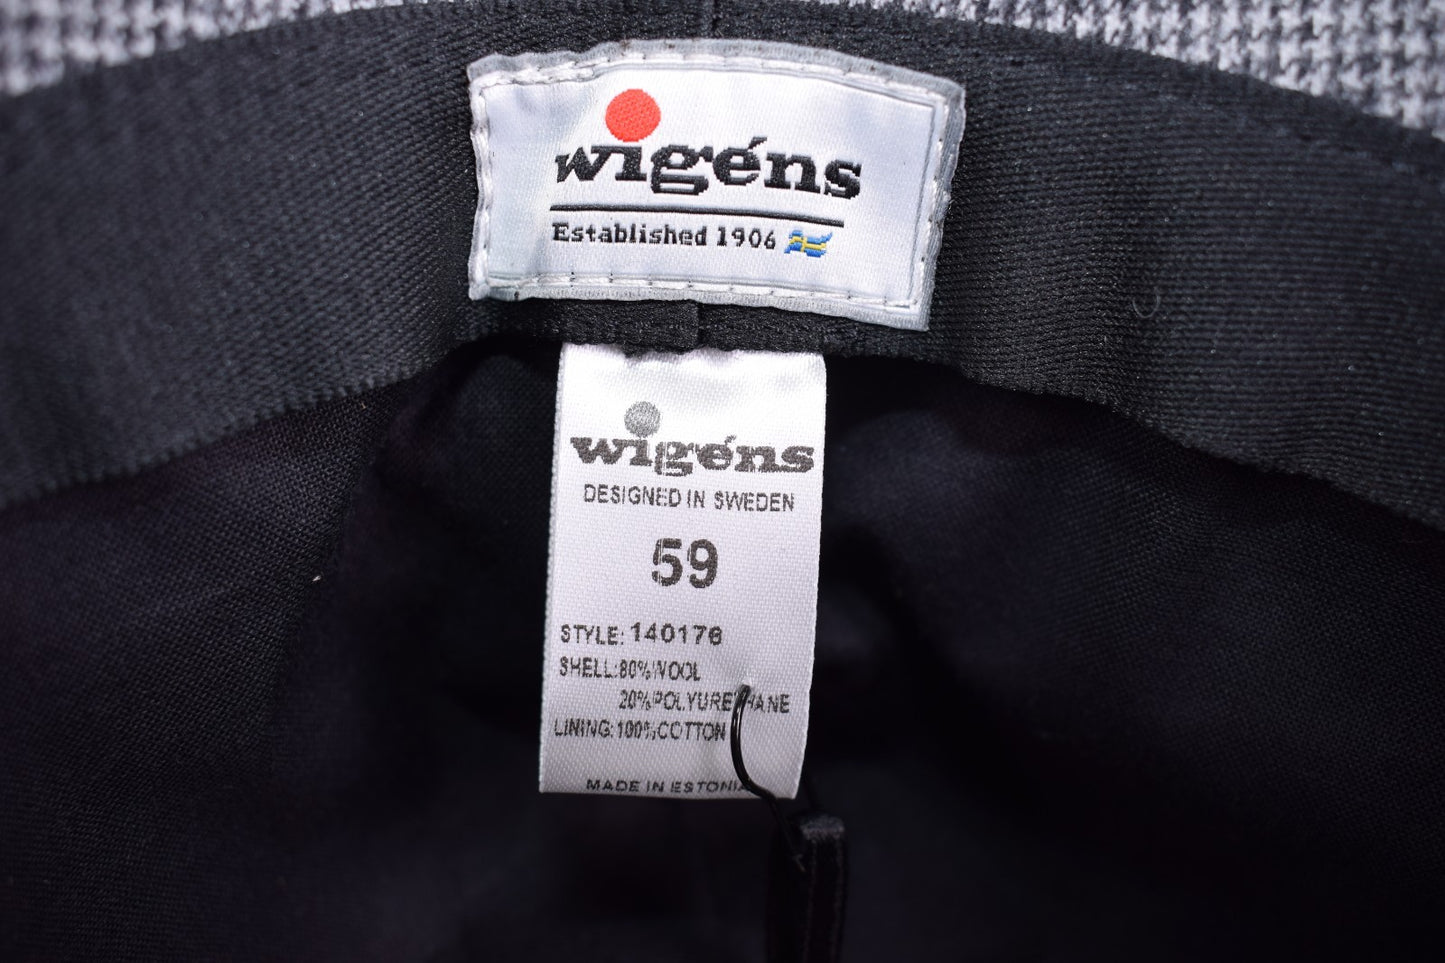 wigéns
Established 1906
wigéns
DESIGNED IN SWEDEN
59
STYLE: 140176
SHELL:80%WOOL
20%POLYURETHANE
LINING:100%COTTON
MADE IN ESTONIA